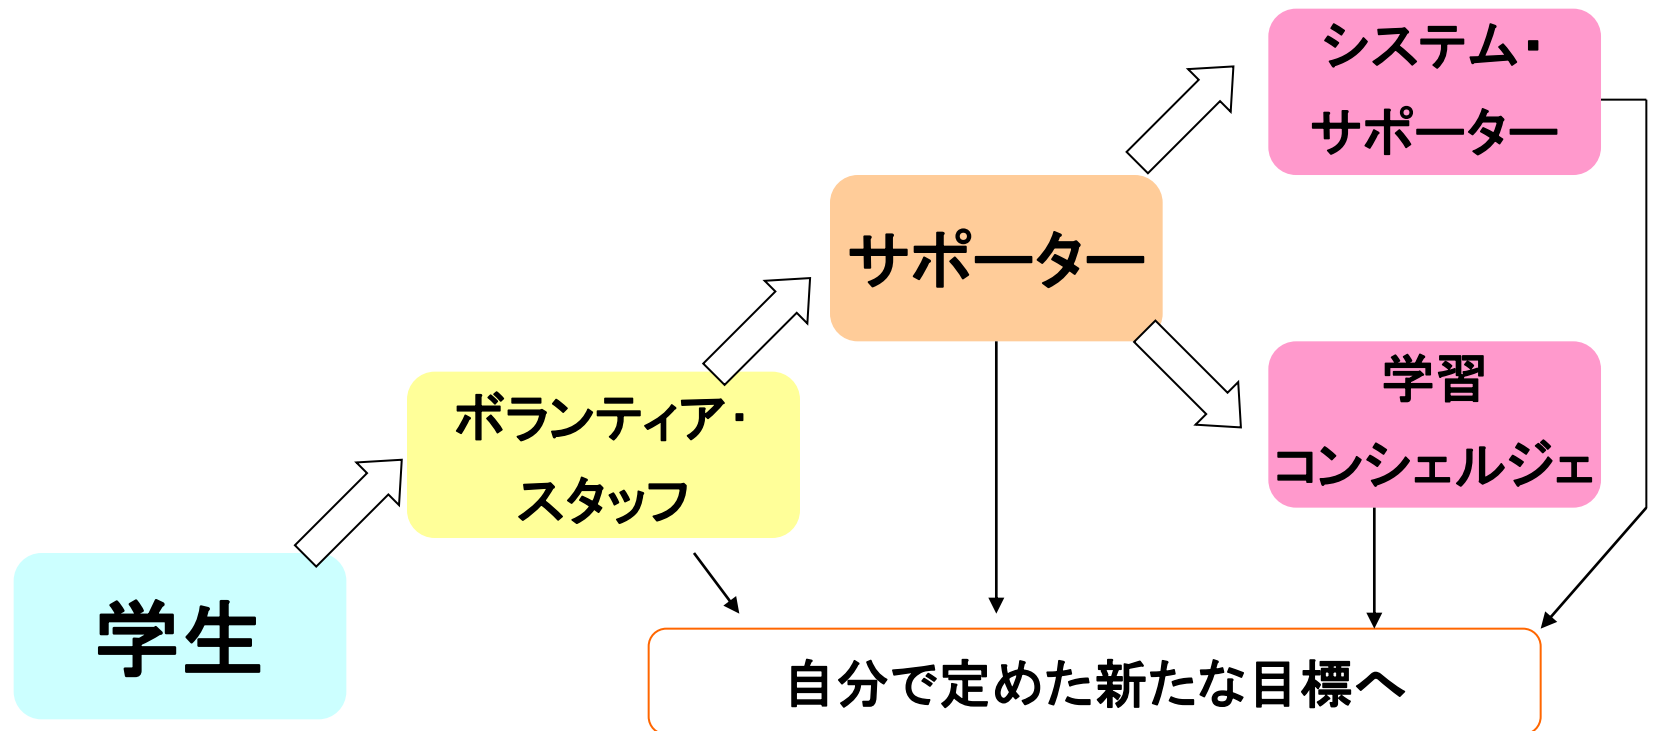 システム・
サポーター
サポーター
ボランティア・
スタッフ
学習
コンシェルジェ
学生
自分で定めた新たな目標へ